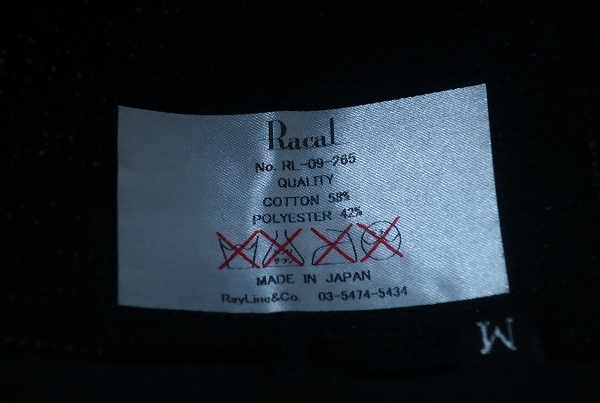 Racal
No. RL-09-265
QUALITY
COTTON 58%
POLYESTER 42%
MADE IN JAPAN
RayLine&Co. 03-5474-5434
M